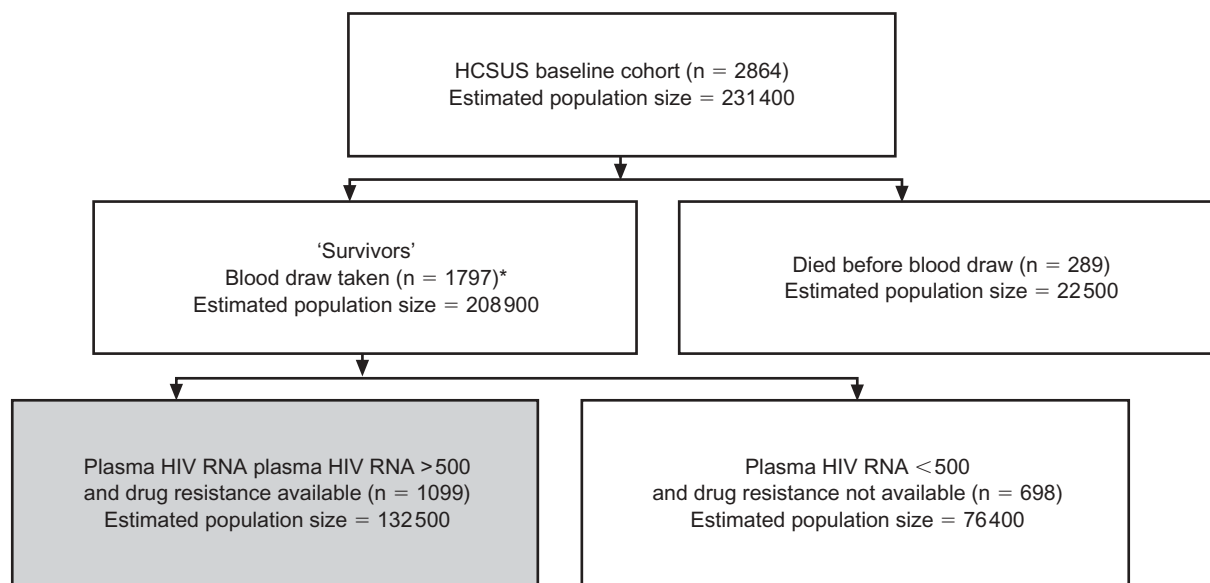 HCSUS baseline cohort (n = 2864)
Estimated population size = 231400
'Survivors'
Blood draw taken (n = 1797)*
Estimated population size = 208900
Died before blood draw (n = 289)
Estimated population size = 22500
Plasma HIV RNA plasma HIV RNA >500
and drug resistance available (n = 1099)
Estimated population size = 132500
Plasma HIV RNA <500
and drug resistance not available (n = 698)
Estimated population size = 76400